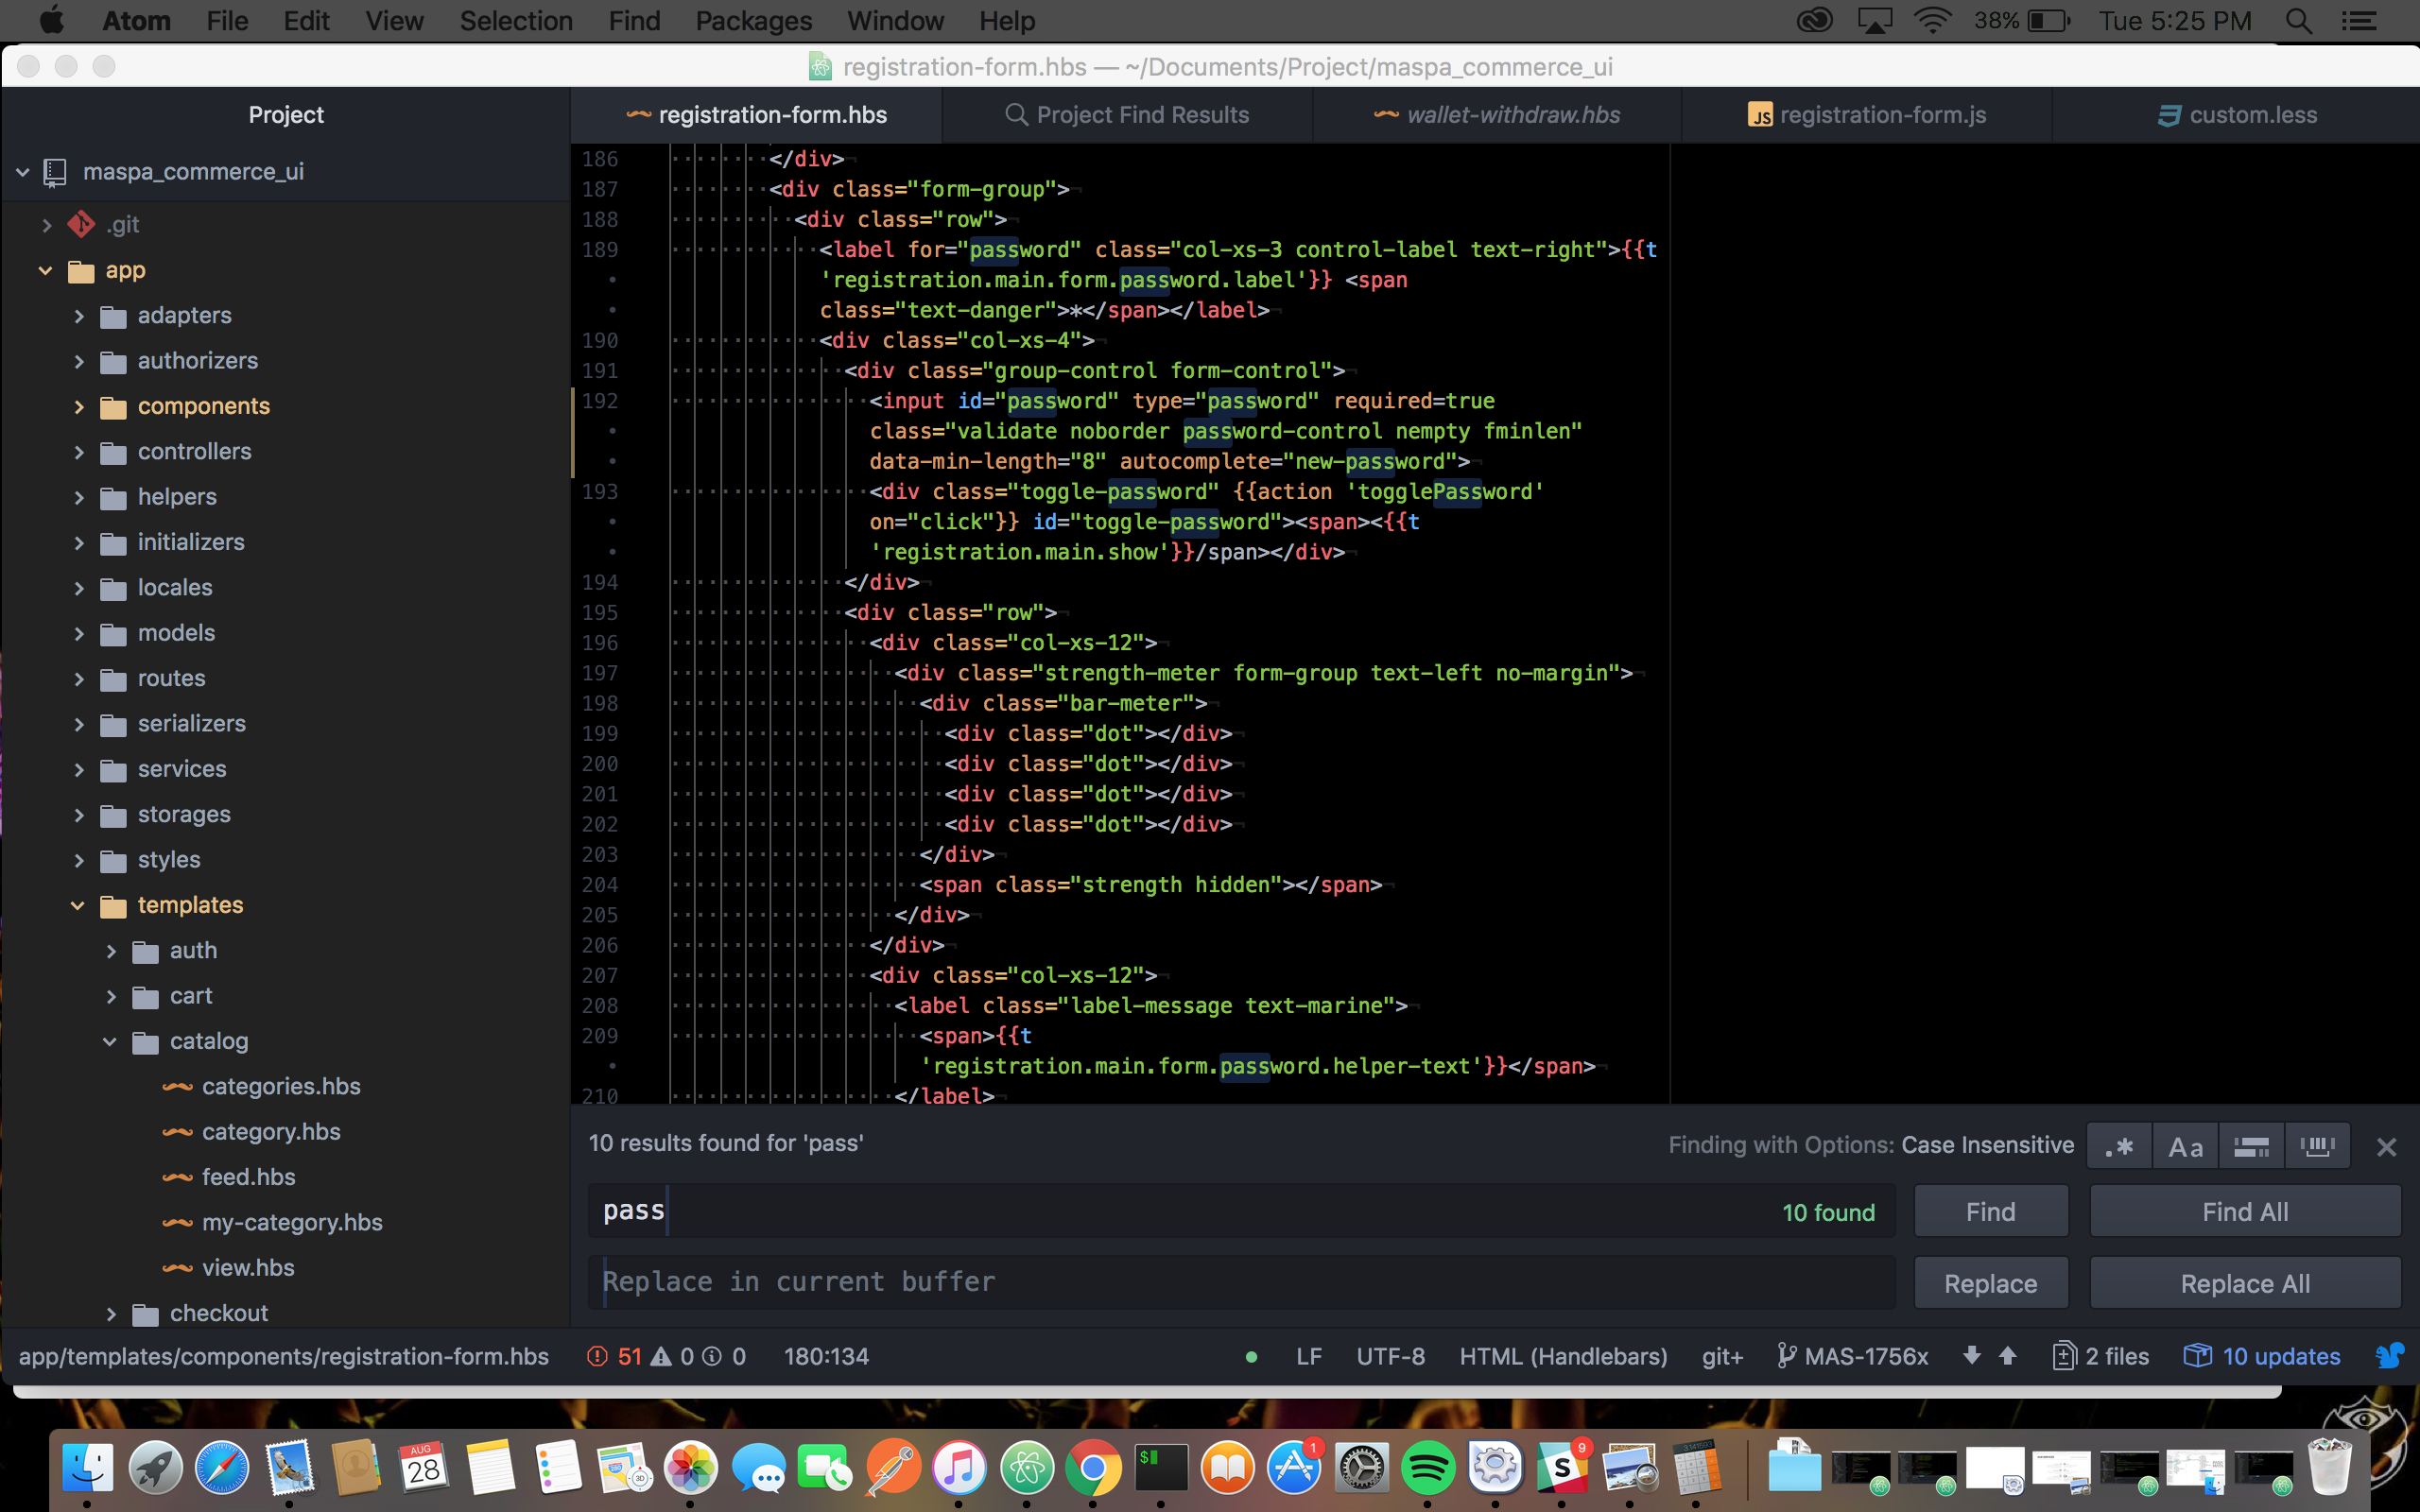 Atom File Edit View Selection Find Packages Window Help 38% Tue 5:25 PM
registration-form.hbs — ~/Documents/Project/maspa_commerce_ui
Project
registration-form.hbs Project Find Results wallet-withdraw.hbs JS registration-form.js custom.less
maspa_commerce_ui
.git
app
adapters
authorizers
components
controllers
helpers
initializers
locales
models
routes
serializers
services
storages
styles
templates
auth
cart
catalog
categories.hbs
category.hbs
feed.hbs
my-category.hbs
view.hbs
checkout
186 </div>
187 <div class="form-group">
188 <div class="row">
189 <label for="password" class="col-xs-3 control-label text-right">{{t
'registration.main.form.password.label'}} <span
class="text-danger">*</span></label>
190 <div class="col-xs-4">
191 <div class="group-control form-control">
192 <input id="password" type="password" required=true
class="validate noborder password-control nempty fminlen"
data-min-length="8" autocomplete="new-password">
193 <div class="toggle-password" {{action 'togglePassword'
on="click"}} id="toggle-password"><span><{{t
'registration.main.show'}}/span></div>
194 </div>
195 <div class="row">
196 <div class="col-xs-12">
197 <div class="strength-meter form-group text-left no-margin">
198 <div class="bar-meter">
199 <div class="dot"></div>
200 <div class="dot"></div>
201 <div class="dot"></div>
202 <div class="dot"></div>
203 </div>
204 <span class="strength hidden"></span>
205 </div>
206 </div>
207 <div class="col-xs-12">
208 <label class="label-message text-marine">
209 <span>{{t
'registration.main.form.password.helper-text'}}</span>
210 </label>
10 results found for 'pass' Finding with Options: Case Insensitive .* Aa
pass 10 found Find Find All
Replace in current buffer Replace Replace All
app/templates/components/registration-form.hbs 51 0 0 180:134 LF UTF-8 HTML (Handlebars) git+ MAS-1756x 2 files 10 updates
AUG
28
3D
$
1
S
9